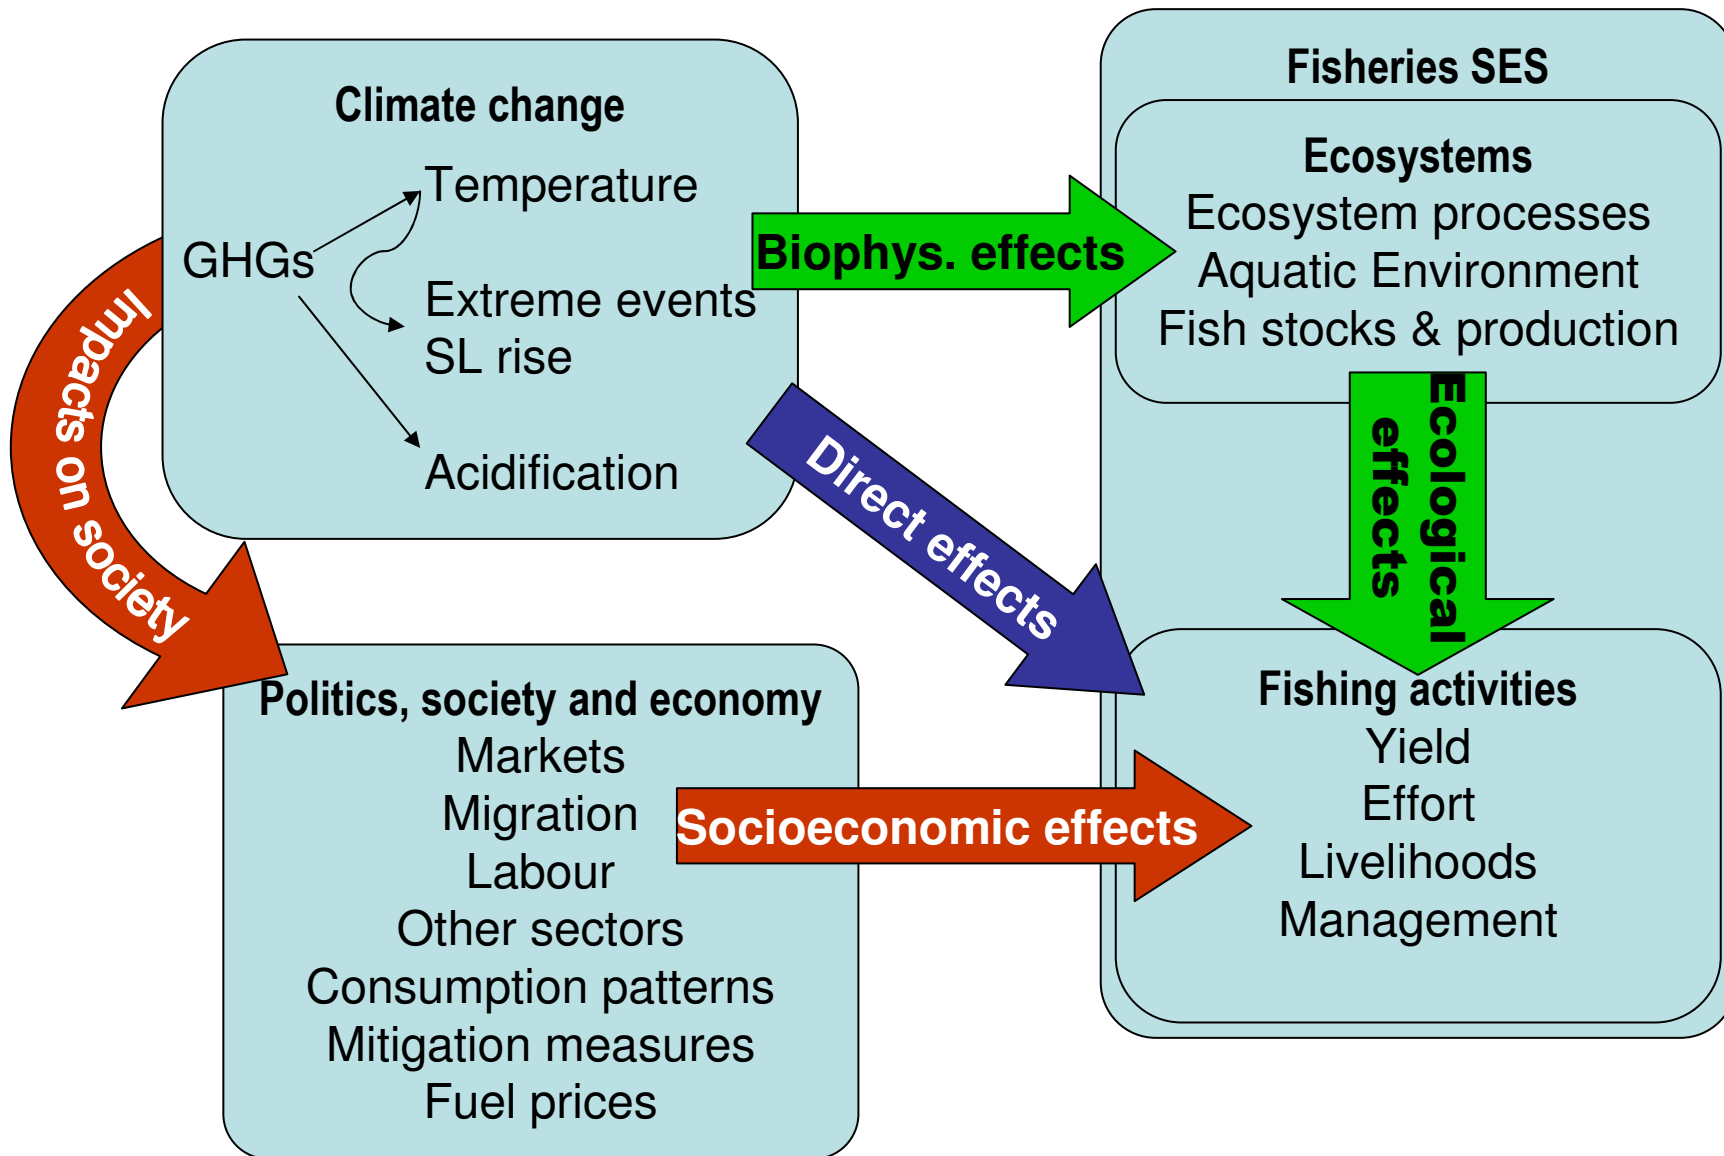 Climate change
Temperature
GHGs
Extreme events
SL rise
Acidification
Biophys. effects
Fisheries SES
Ecosystems
Ecosystem processes
Aquatic Environment
Fish stocks & production
Ecological
effects
Direct effects
Impacts on society
Politics, society and economy
Markets
Migration
Labour
Other sectors
Consumption patterns
Mitigation measures
Fuel prices
Socioeconomic effects
Fishing activities
Yield
Effort
Livelihoods
Management